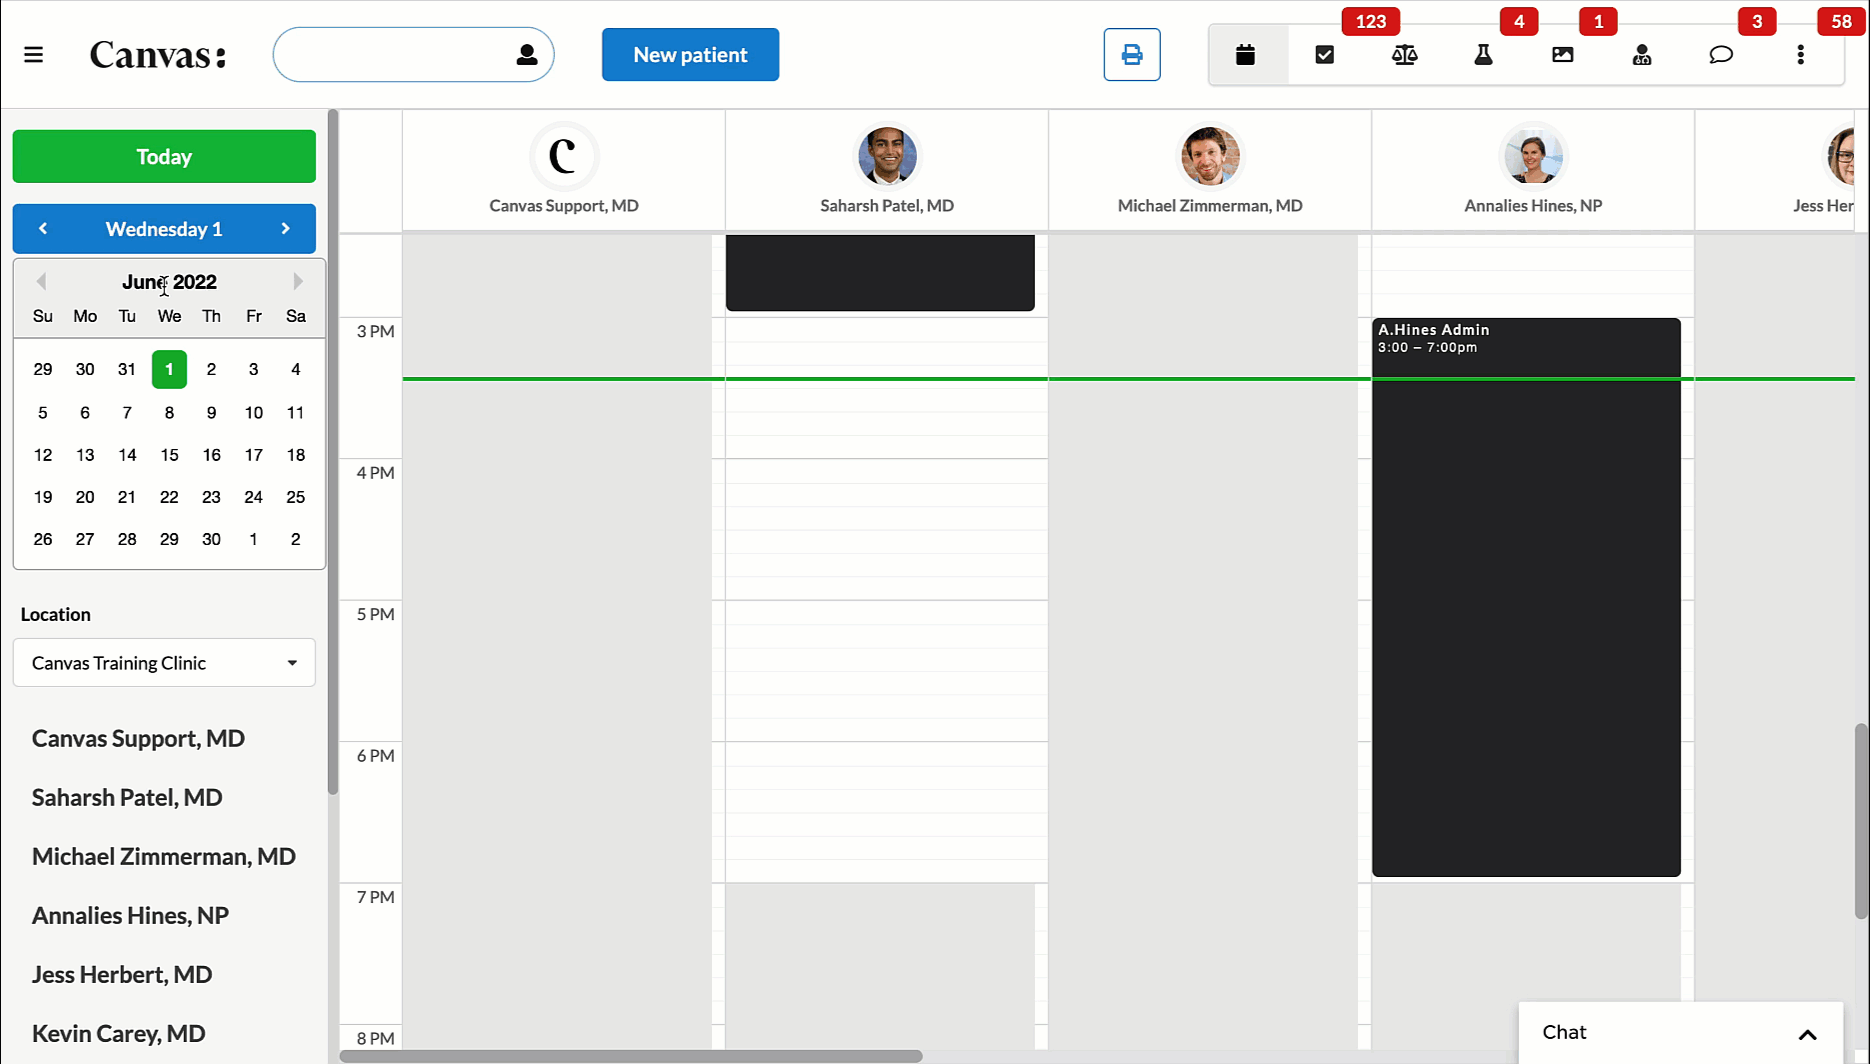 Canvas:
New patient
123
4
1
3
58
Today
Wednesday 1
June 2022
Su Mo Tu We Th Fr Sa
29 30 31 1 2 3 4
5 6 7 8 9 10 11
12 13 14 15 16 17 18
19 20 21 22 23 24 25
26 27 28 29 30 1 2
Location
Canvas Training Clinic
Canvas Support, MD
Saharsh Patel, MD
Michael Zimmerman, MD
Annalies Hines, NP
Jess Herbert, MD
Kevin Carey, MD
C
Canvas Support, MD
Saharsh Patel, MD
Michael Zimmerman, MD
Annalies Hines, NP
Jess Her
3 PM
4 PM
5 PM
6 PM
7 PM
8 PM
A.Hines Admin
3:00 – 7:00pm
Chat